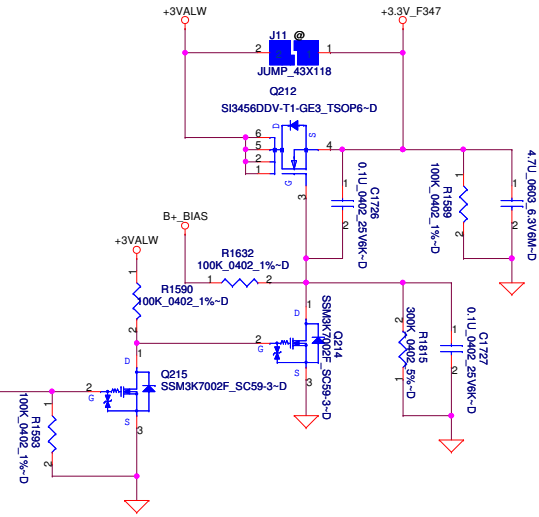 +3VALW
+3.3V_F347
J11 @
2
1
JUMP_43X118
Q212
SI3456DDV-T1-GE3_TSOP6~D
D
S
6
5
2
1
4
G
3
1
C1726
0.1U_0402_25V6K~D
2
1
R1589
100K_0402_1%~D
2
1
4.7U_0603_6.3V6M~D
2
B+_BIAS
+3VALW
R1632
100K_0402_1%~D
1
2
1
R1590
100K_0402_1%~D
2
1
D
Q214
SSM3K7002F_SC59-3~D
2
G
S
3
2
R1815
300K_0402_5%~D
1
1
C1727
0.1U_0402_25V6K~D
2
1
D
Q215
SSM3K7002F_SC59-3~D
2
G
S
3
1
R1593
100K_0402_1%~D
2